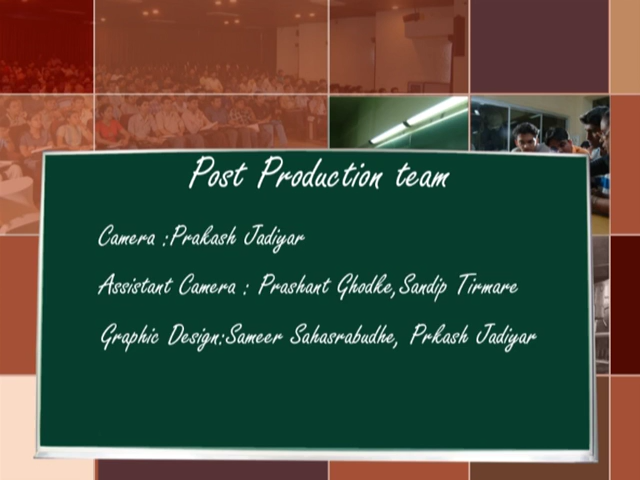 Post Production team
Camera :Prakash Jadiyar
Assistant Camera : Prashant Ghodke,Sandip Tirmare
Graphic Design:Sameer Sahasrabudhe, Prkash Jadiyar